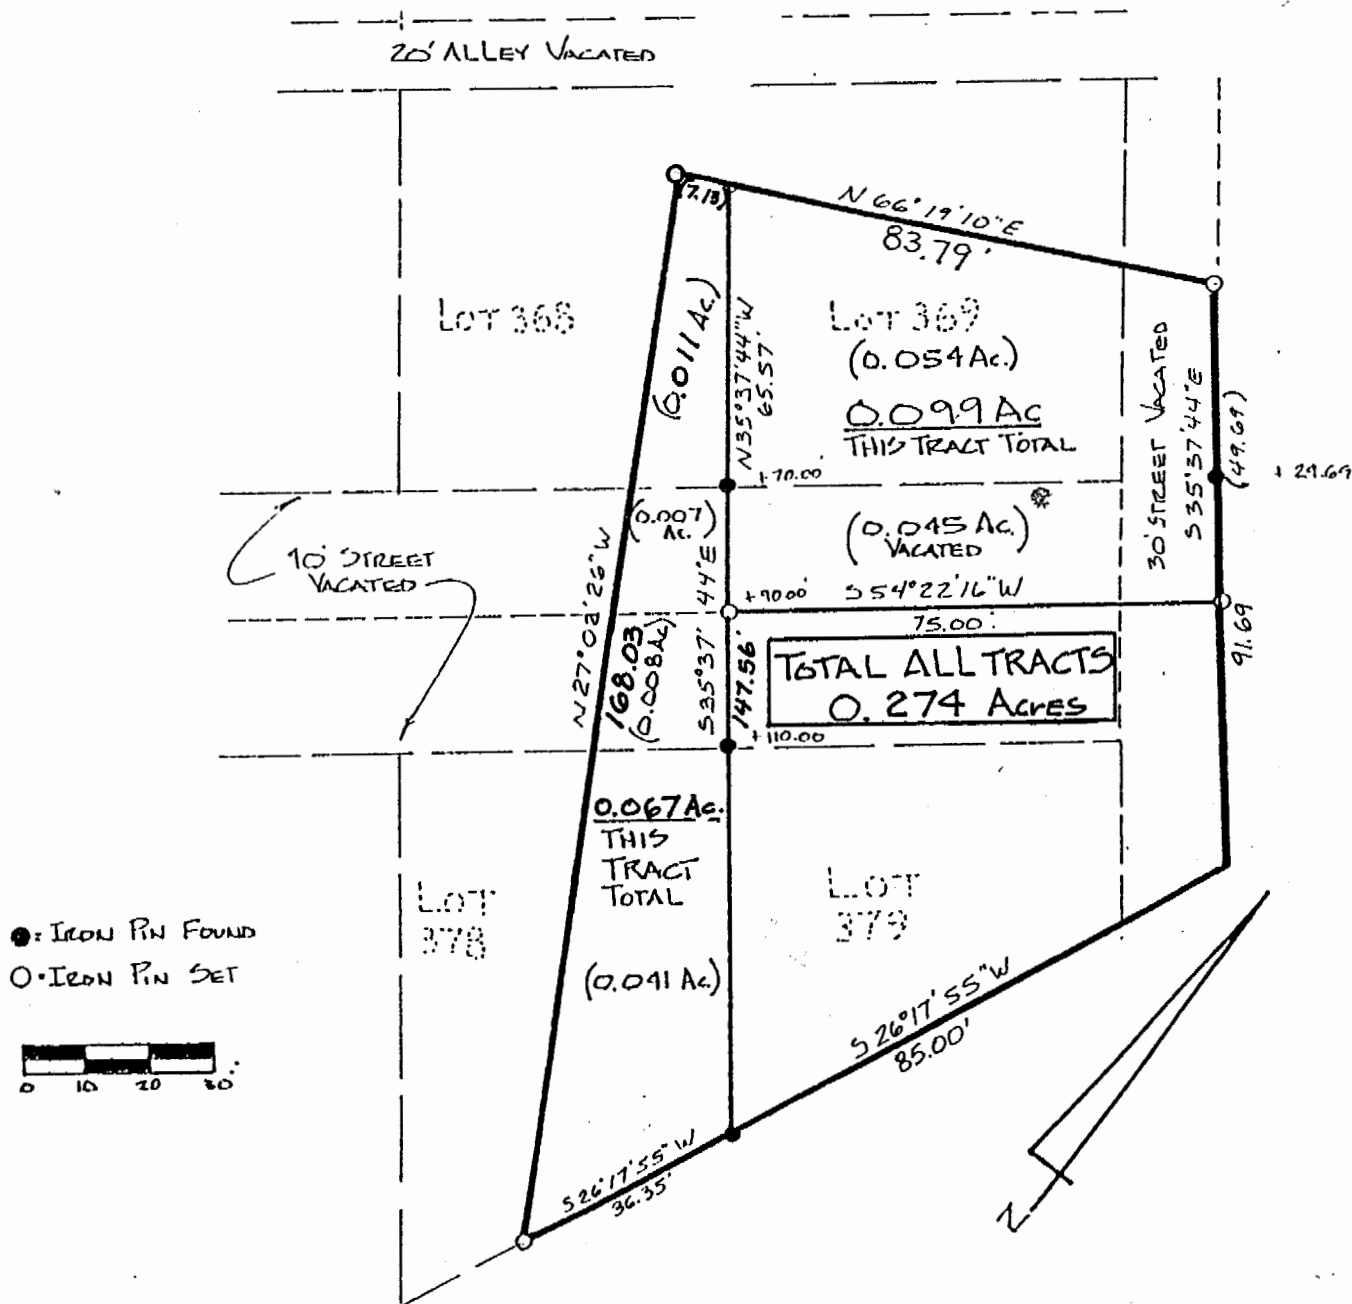 20' ALLEY VACATED
(7.13)
N 66° 19' 10" E
83.79'
LOT 368
(0.011 Ac.)
N35°37'44"W
65.57'
LOT 369
(0.054 Ac.)
0.099 AC
THIS TRACT TOTAL
30' STREET VACATED
S 35°37'44"E
(49.69)
+ 29.69
+70.00'
(0.007
Ac.)
(0.045 Ac.)
VACATED
40' STREET
VACATED
N 27°02'26" W
168.03
(0.008Ac)
S35°37' 44"E
147.56'
+90.00'
S 54°22'16" W
75.00'
91.69
TOTAL ALL TRACTS
0.274 Acres
+110.00
0.067 Ac.
THIS
TRACT
TOTAL
LOT
378
LOT
379
●: IRON PIN FOUND
○: IRON PIN SET
(0.041 Ac.)
S 26°17'55" W
85.00'
0 10 20 30'
S 26°17'55" W
36.35'
N